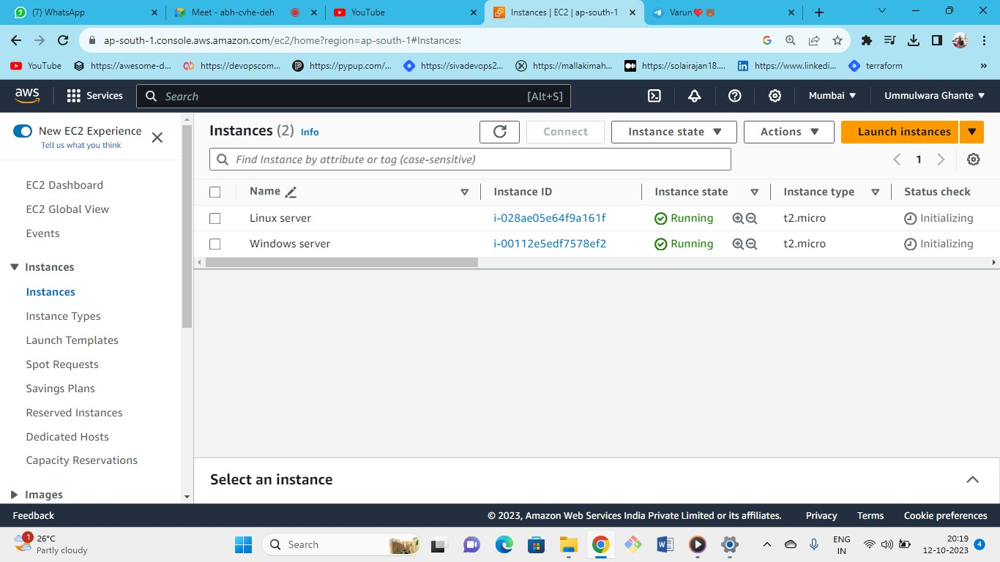 (7) WhatsApp
Meet - abh-cvhe-deh
YouTube
Instances | EC2 | ap-south-1
Varun❤️ 🐻
ap-south-1.console.aws.amazon.com/ec2/home?region=ap-south-1#Instances:
YouTube
https://awesome-d...
https://devopscom...
https://pypup.com/...
https://sivadevops2...
https://mallakimah...
https://solairajan18....
https://www.linkedi...
terraform
aws
Services
Search
[Alt+S]
Mumbai
Ummulwara Ghante
New EC2 Experience
Tell us what you think
EC2 Dashboard
EC2 Global View
Events
Instances
Instances
Instance Types
Launch Templates
Spot Requests
Savings Plans
Reserved Instances
Dedicated Hosts
Capacity Reservations
Images
Instances (2) Info
Connect
Instance state
Actions
Launch instances
Find Instance by attribute or tag (case-sensitive)
1
Name Instance ID Instance state Instance type Status check
Linux server i-028ae05e64f9a161f Running t2.micro Initializing
Windows server i-00112e5edf7578ef2 Running t2.micro Initializing
Select an instance
Feedback
© 2023, Amazon Web Services India Private Limited or its affiliates.
Privacy
Terms
Cookie preferences
1
26°C
Partly cloudy
Search
ENG
IN
20:19
12-10-2023
4